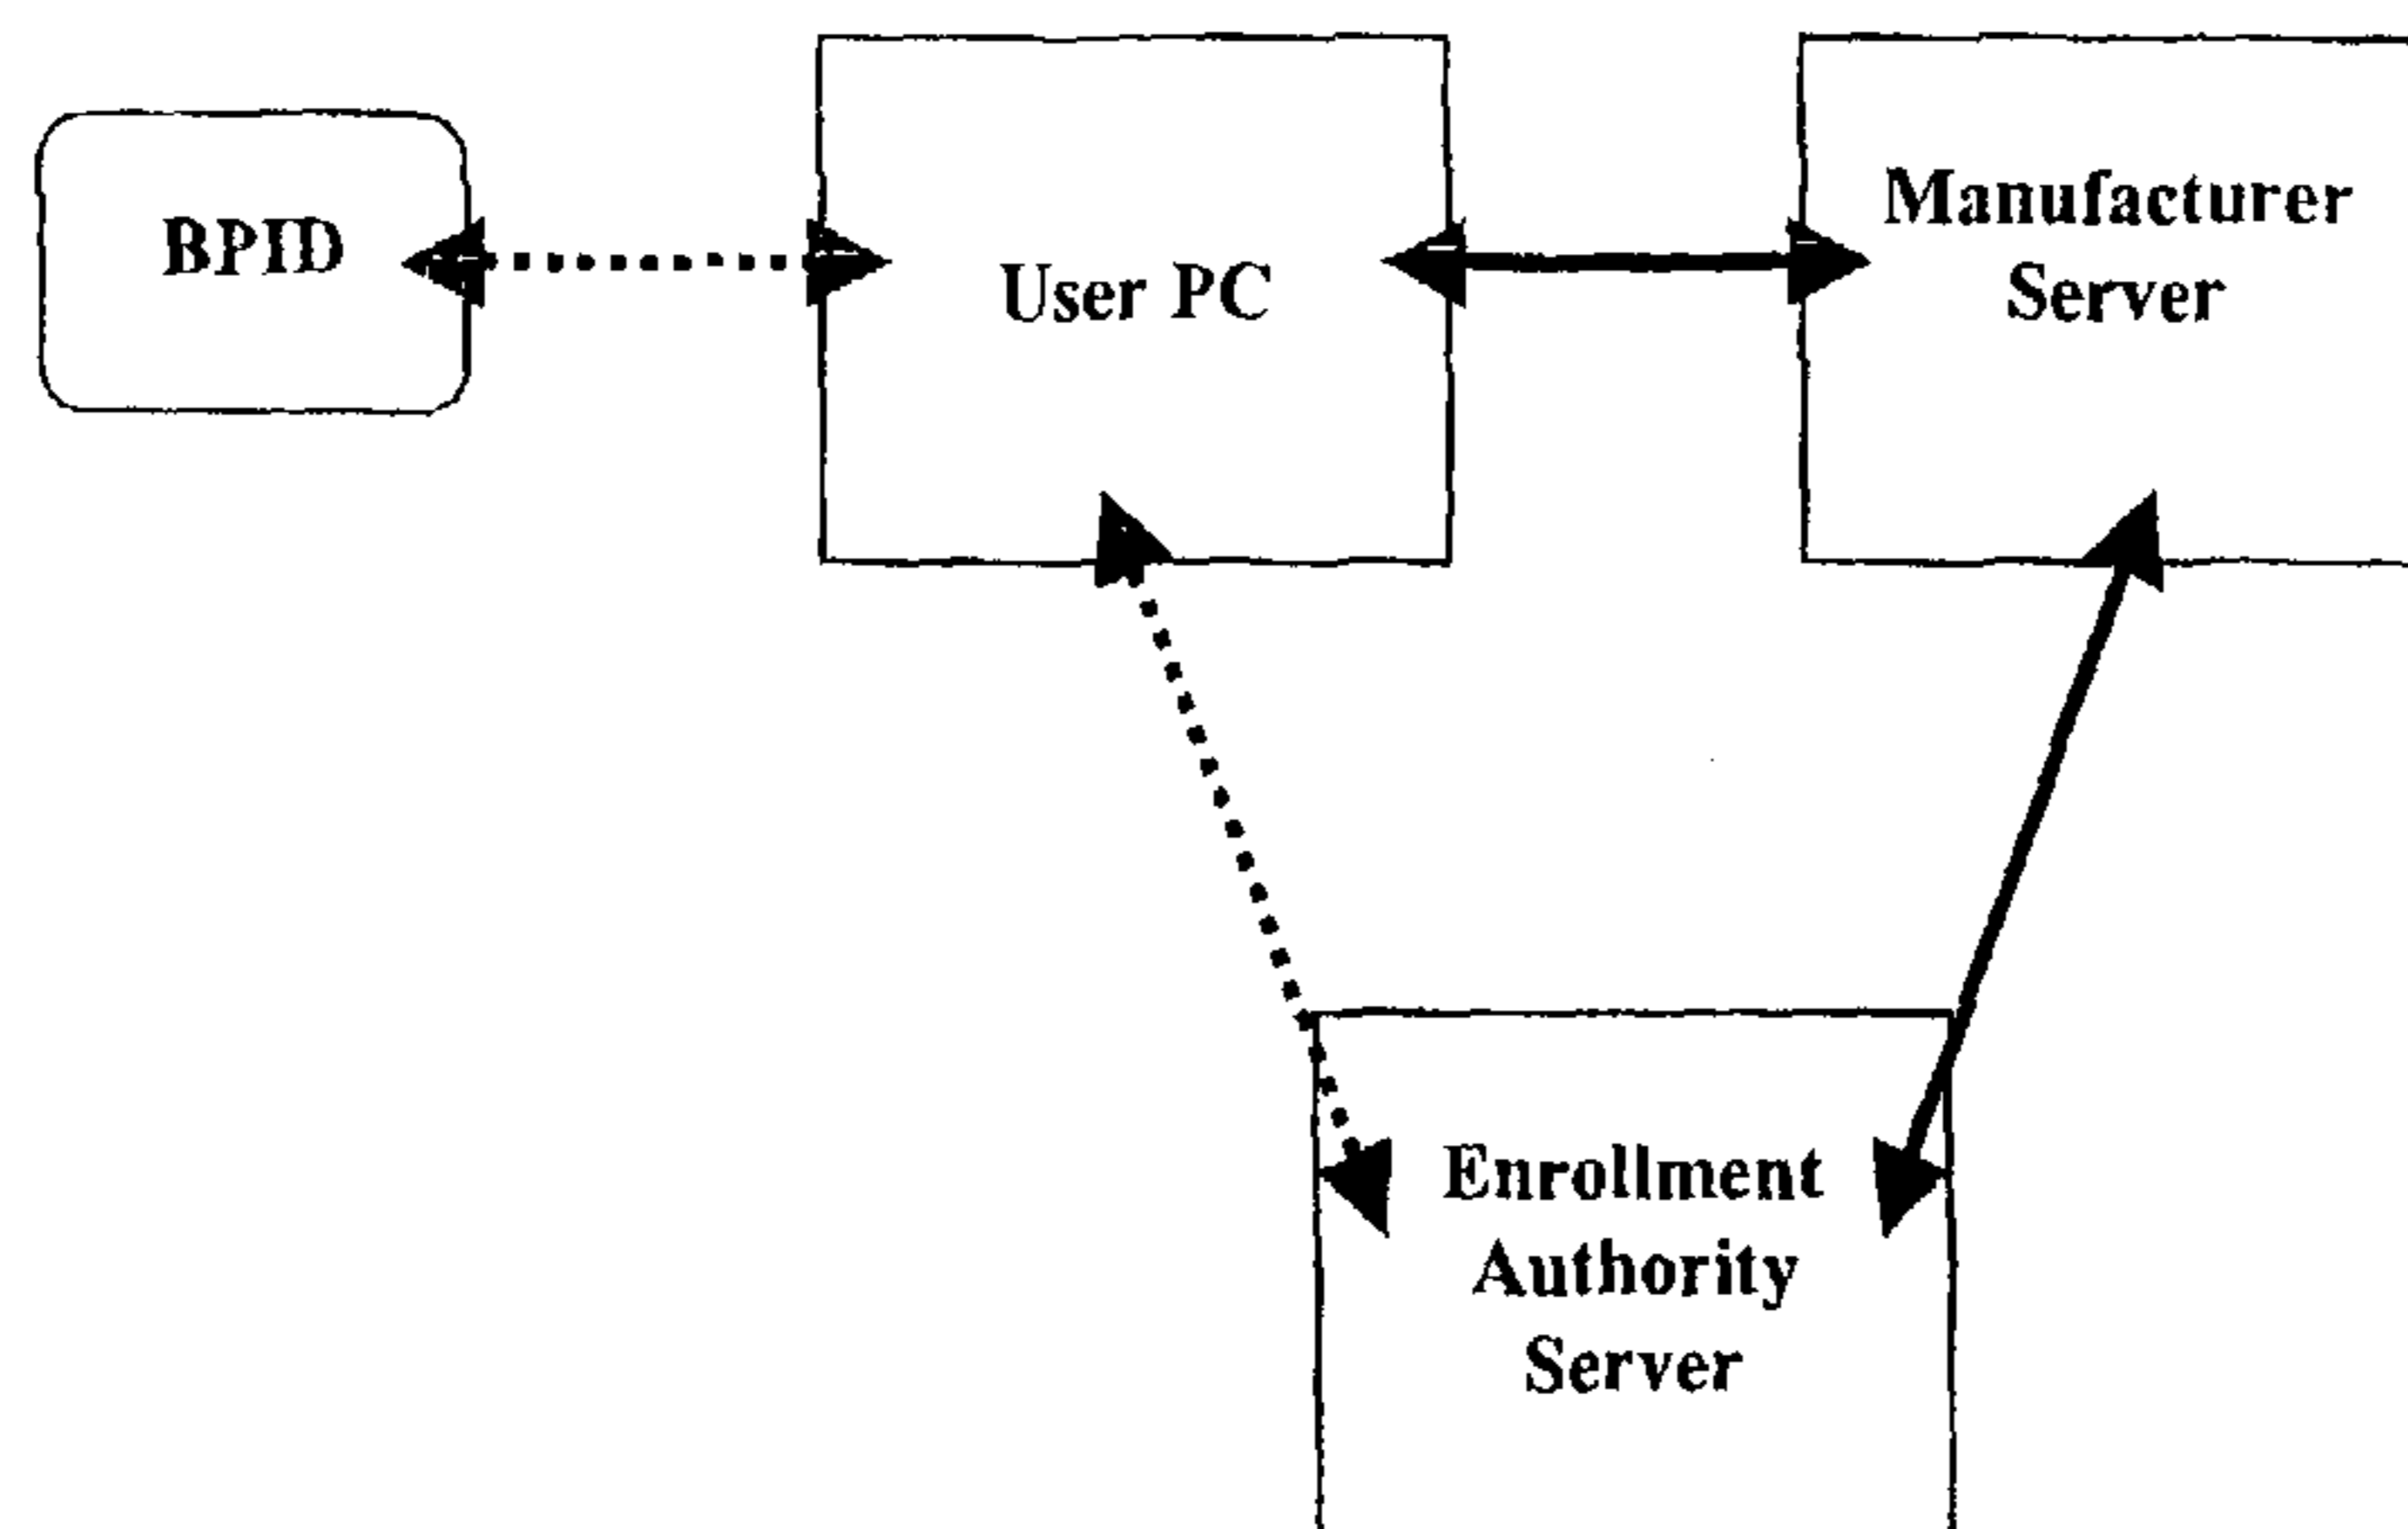 BPID
User PC
Manufacturer
Server
Enrollment
Authority
Server